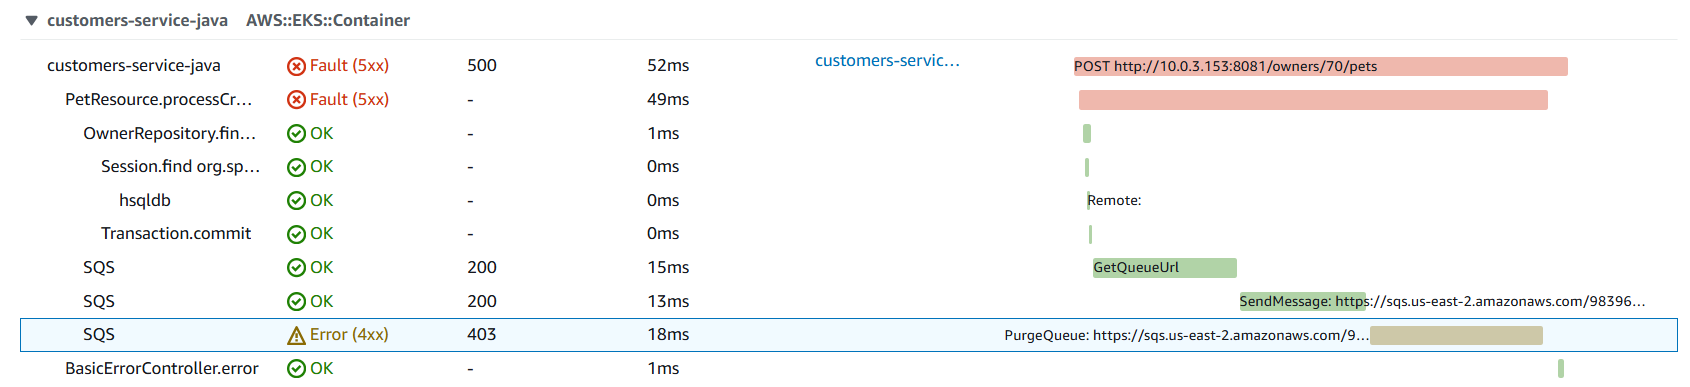 customers-service-java AWS::EKS::Container
customers-service-java Fault (5xx) 500 52ms customers-servic... POST http://10.0.3.153:8081/owners/70/pets
PetResource.processCr... Fault (5xx) - 49ms
OwnerRepository.fin... OK - 1ms
Session.find org.sp... OK - 0ms
hsqldb OK - 0ms Remote:
Transaction.commit OK - 0ms
SQS OK 200 15ms GetQueueUrl
SQS OK 200 13ms SendMessage: https://sqs.us-east-2.amazonaws.com/98396...
SQS Error (4xx) 403 18ms PurgeQueue: https://sqs.us-east-2.amazonaws.com/9...
BasicErrorController.error OK - 1ms